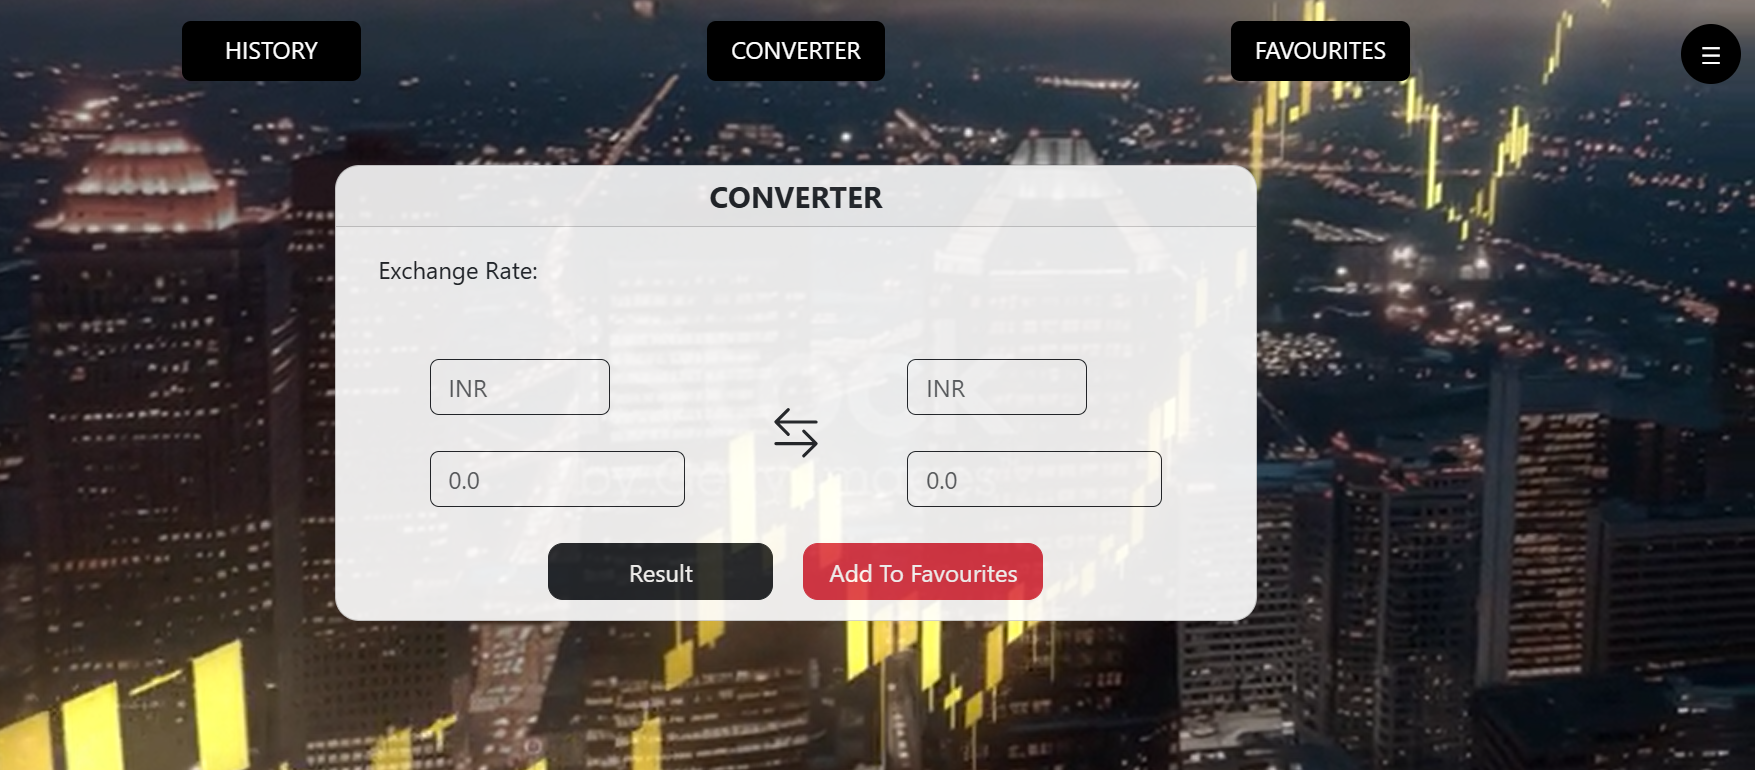 HISTORY
CONVERTER
FAVOURITES
CONVERTER
Exchange Rate:
INR
INR
0.0
0.0
Result
Add To Favourites